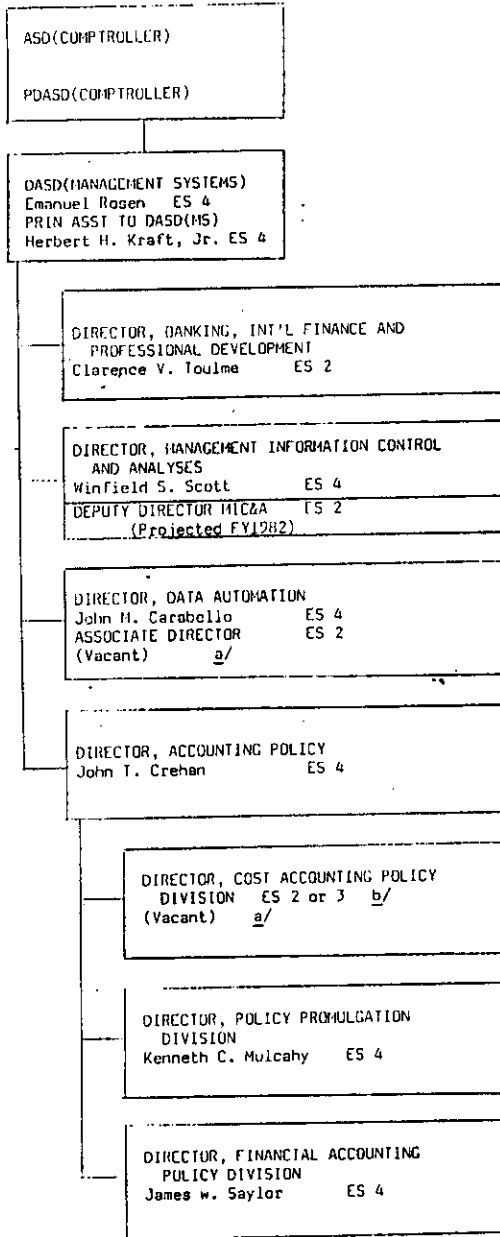 ASD(COMPTROLLER)
PDASD(COMPTROLLER)
DASD(MANAGEMENT SYSTEMS)
Emanuel Rosen ES 4
PRIN ASST TO DASD(MS)
Herbert H. Kraft, Jr. ES 4
DIRECTOR, BANKING, INT'L FINANCE AND
PROFESSIONAL DEVELOPMENT
Clarence V. Toulme ES 2
DIRECTOR, MANAGEMENT INFORMATION CONTROL
AND ANALYSES
Winfield S. Scott ES 4
DEPUTY DIRECTOR MIC&A ES 2
(Projected FY1982)
DIRECTOR, DATA AUTOMATION
John M. Carabello ES 4
ASSOCIATE DIRECTOR ES 2
(Vacant) a/
DIRECTOR, ACCOUNTING POLICY
John T. Crehan ES 4
DIRECTOR, COST ACCOUNTING POLICY
DIVISION ES 2 or 3 b/
(Vacant) a/
DIRECTOR, POLICY PROMULGATION
DIVISION
Kenneth C. Mulcahy ES 4
DIRECTOR, FINANCIAL ACCOUNTING
POLICY DIVISION
James w. Saylor ES 4